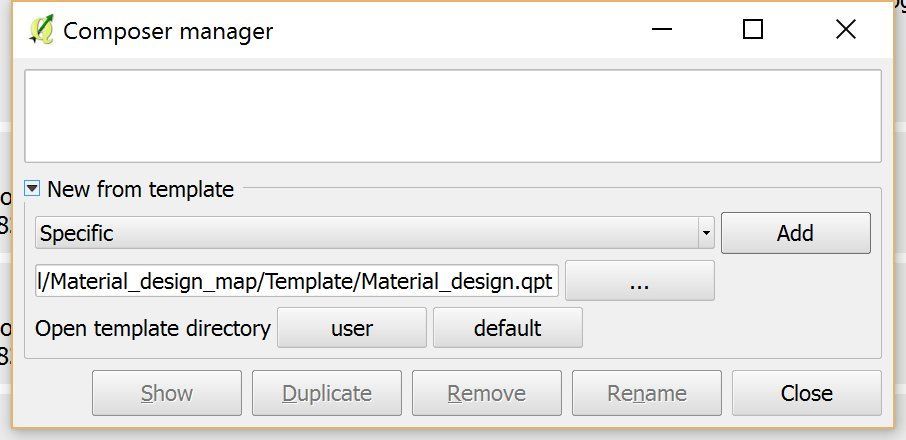 Composer manager
New from template
Specific
Add
l/Material_design_map/Template/Material_design.qpt
...
Open template directory
user
default
Show
Duplicate
Remove
Rename
Close